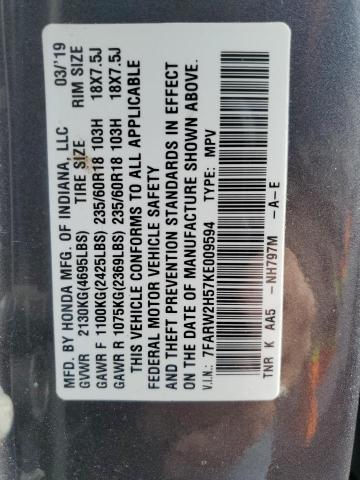 MFD. BY HONDA MFG. OF INDIANA, LLC 03/'19
GVWR 2130KG(4695LBS) TIRE SIZE RIM SIZE
GAWR F 1100KG(2425LBS) 235/60R18 103H 18X7.5J
GAWR R 1075KG(2369LBS) 235/60R18 103H 18X7.5J
THIS VEHICLE CONFORMS TO ALL APPLICABLE
FEDERAL MOTOR VEHICLE SAFETY
AND THEFT PREVENTION STANDARDS IN EFFECT
ON THE DATE OF MANUFACTURE SHOWN ABOVE.
V.I.N.: 7FARW2H57KE009594 TYPE: MPV
TNR K AA5 -NH797M -A-E